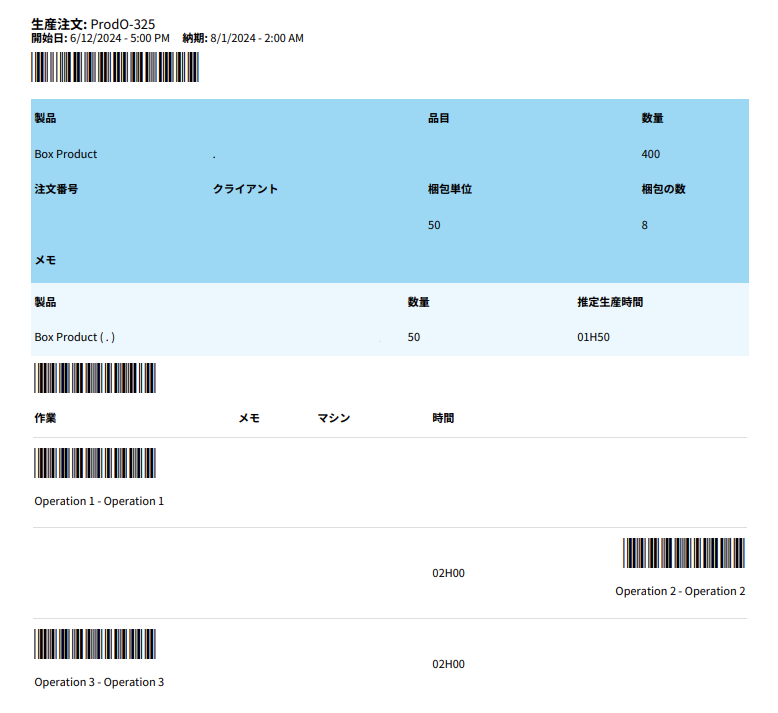 生産注文: ProdO-325
開始日: 6/12/2024 - 5:00 PM 納期: 8/1/2024 - 2:00 AM
製品 品目 数量
Box Product . 400
注文番号 クライアント 梱包単位 梱包の数
50 8
メモ
製品 数量 推定生産時間
Box Product ( . ) 50 01H50
作業 メモ マシン 時間
Operation 1 - Operation 1
02H00
Operation 2 - Operation 2
02H00
Operation 3 - Operation 3